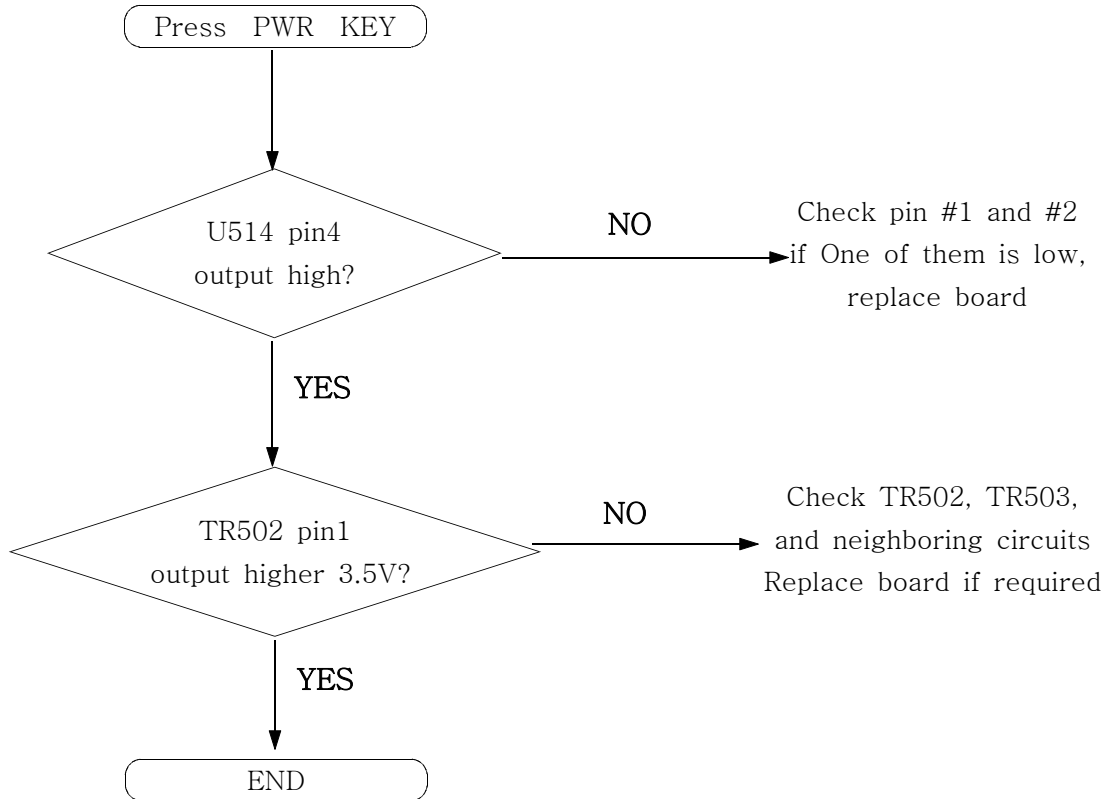 Press PWR KEY
U514 pin4
output high?
NO
Check pin #1 and #2
if One of them is low,
replace board
YES
TR502 pin1
output higher 3.5V?
NO
Check TR502, TR503,
and neighboring circuits
Replace board if required
YES
END